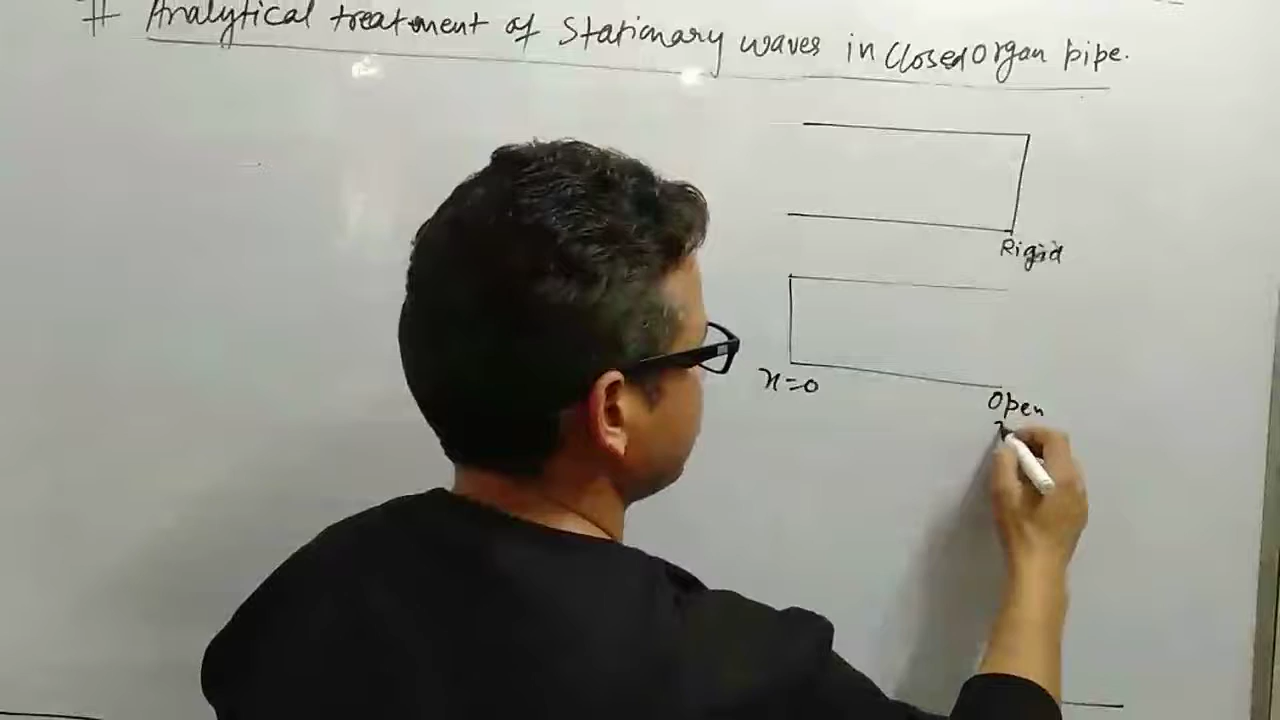 # Analytical treatment of Stationary waves in Closed Organ pipe.
Rigid
x=0
Open